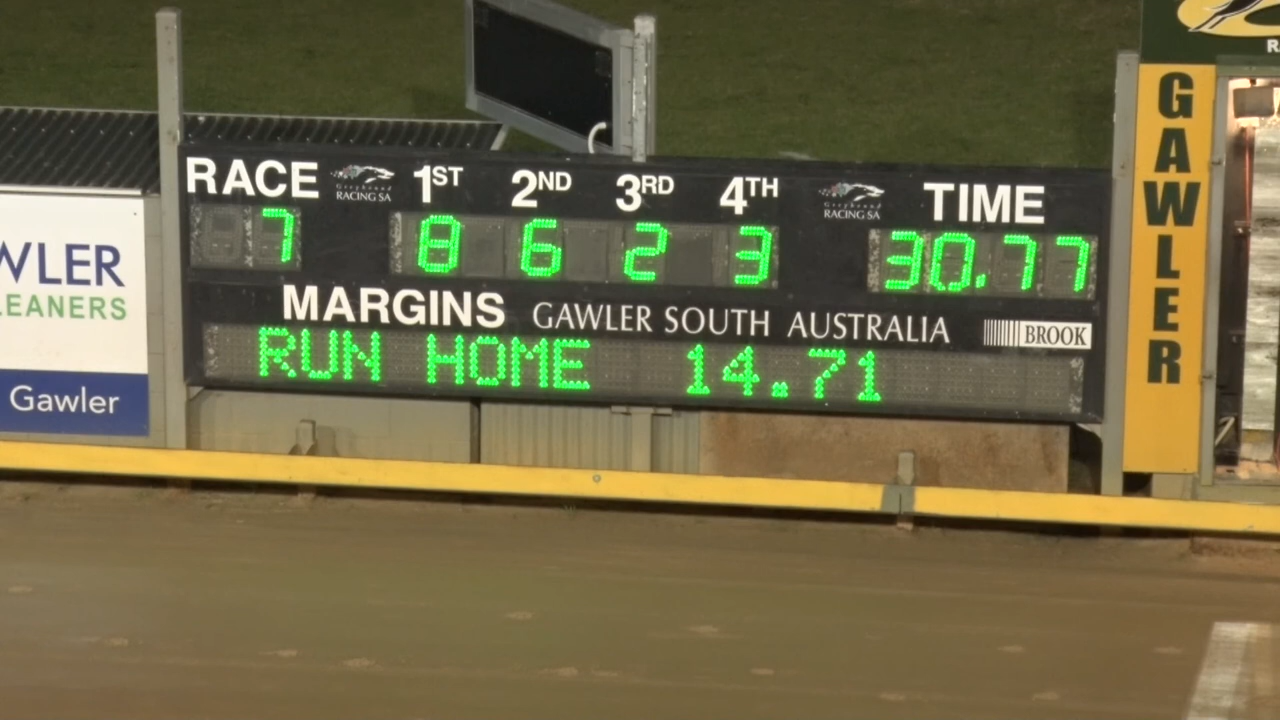 RACE
Greyhound RACING SA
1ST 2ND 3RD 4TH
Greyhound RACING SA
TIME
7 8 6 2 3 30.77
MARGINS GAWLER SOUTH AUSTRALIA BROOK
RUN HOME 14.71
WLER
LEANERS
Gawler
R
GAWLER